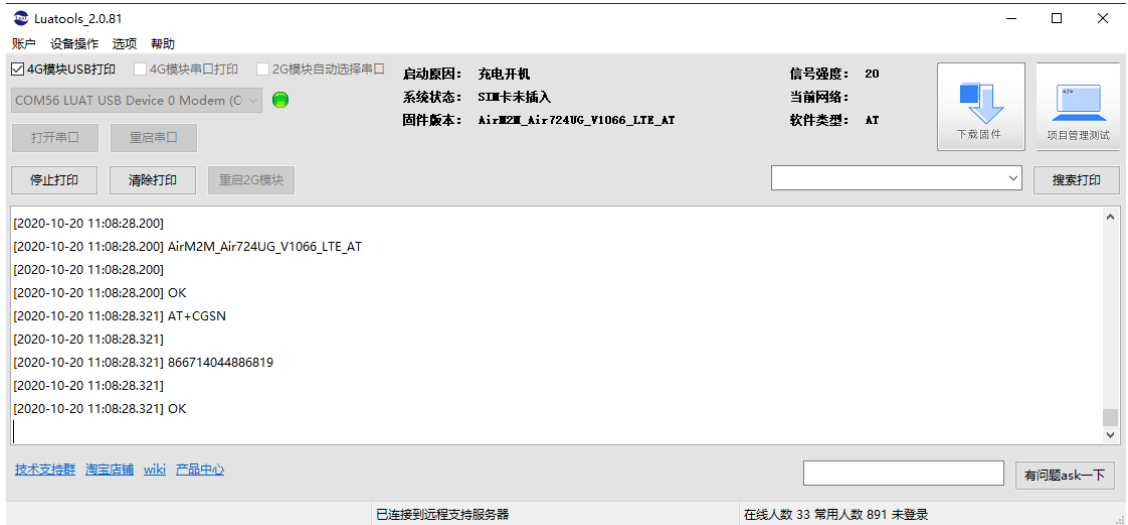 Luatools_2.0.81
账户 设备操作 选项 帮助
4G模块USB打印 4G模块串口打印 2G模块自动选择串口
COM56 LUAT USB Device 0 Modem (C
打开串口 重启串口
启动原因: 充电开机
系统状态: SIM卡未插入
固件版本: AirM2M_Air724UG_V1066_LTE_AT
信号强度: 20
当前网络:
软件类型: AT
下载固件
项目管理测试
停止打印 清除打印 重启2G模块 搜索打印
[2020-10-20 11:08:28.200]
[2020-10-20 11:08:28.200] AirM2M_Air724UG_V1066_LTE_AT
[2020-10-20 11:08:28.200]
[2020-10-20 11:08:28.200] OK
[2020-10-20 11:08:28.321] AT+CGSN
[2020-10-20 11:08:28.321]
[2020-10-20 11:08:28.321] 866714044886819
[2020-10-20 11:08:28.321]
[2020-10-20 11:08:28.321] OK
技术支持群 淘宝店铺 wiki 产品中心 有问题ask一下
已连接到远程支持服务器 在线人数 33 常用人数 891 未登录